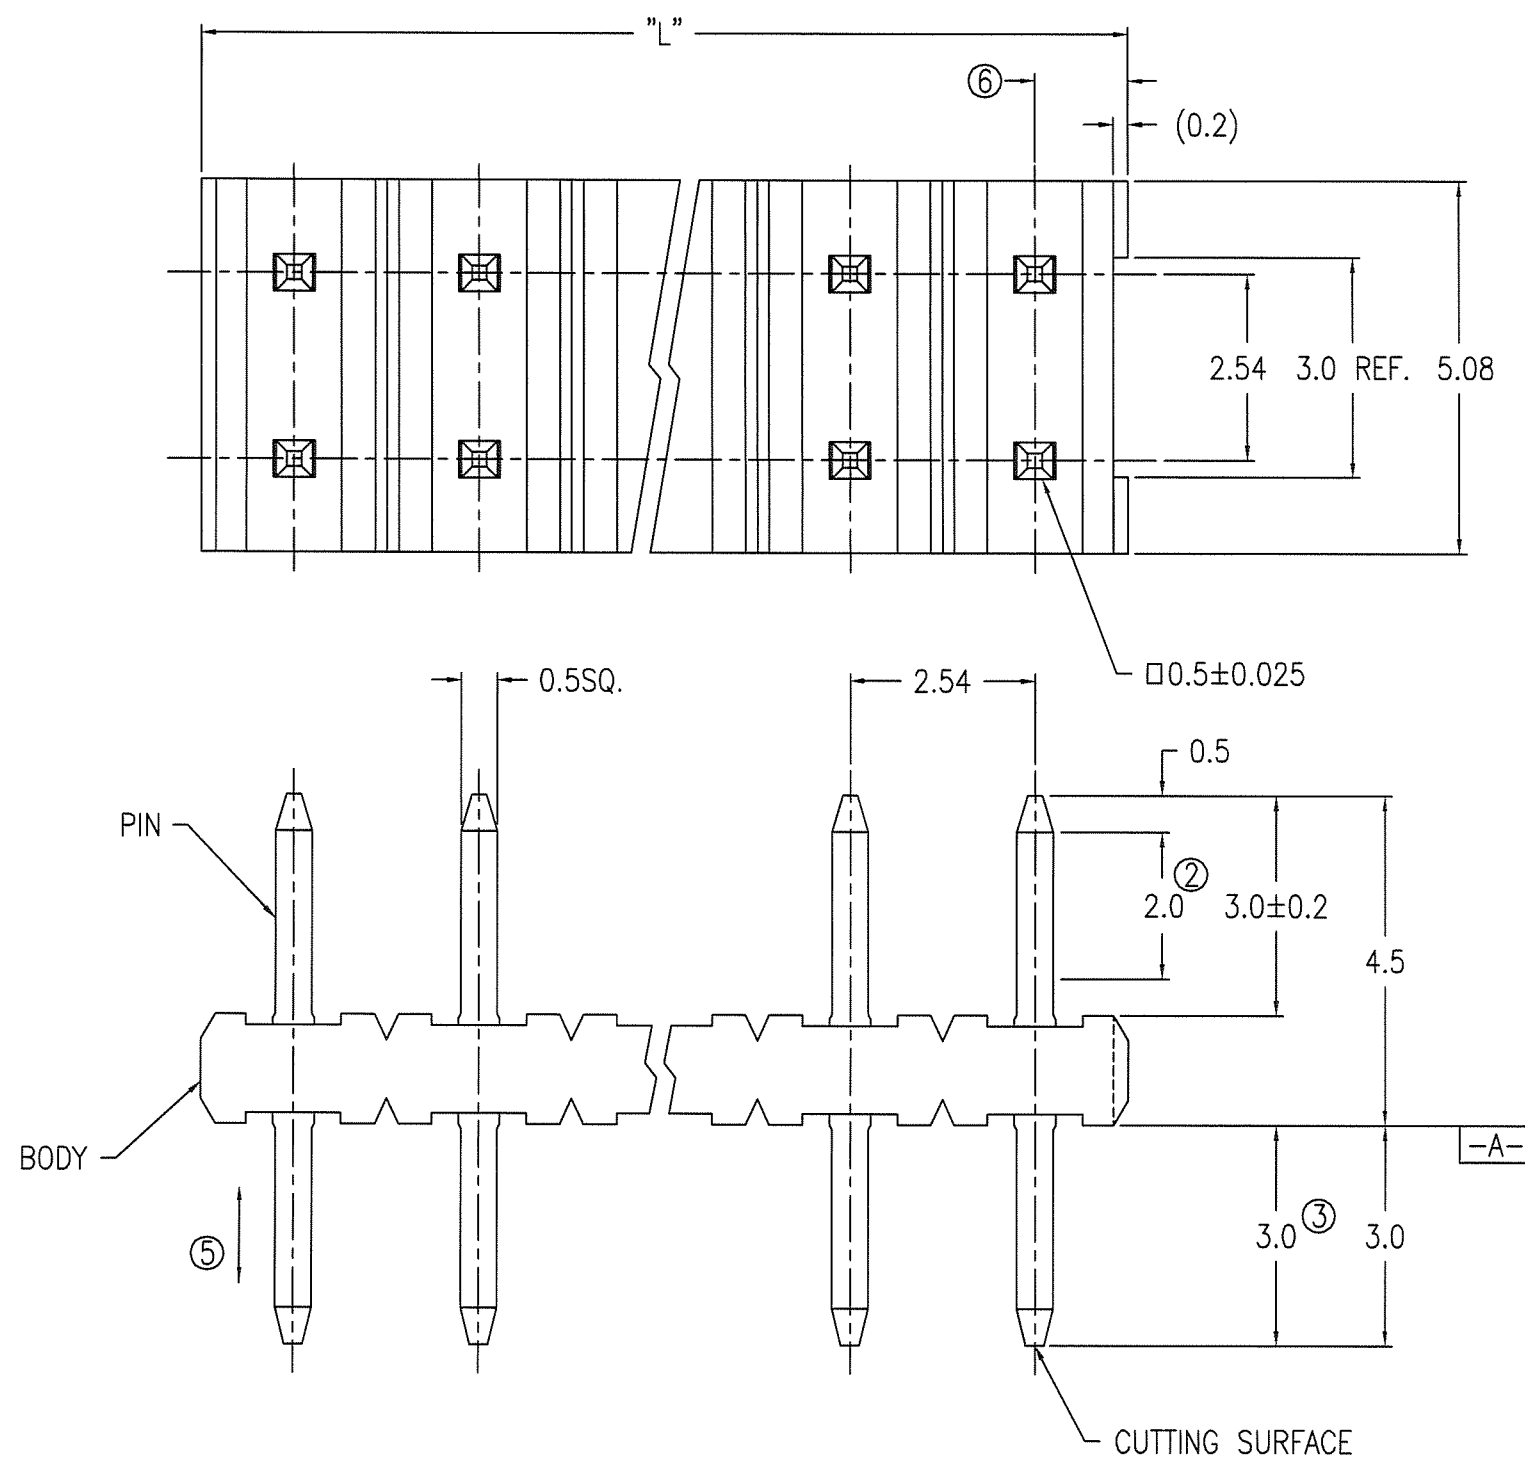 "L"
⑥
(0.2)
2.54 3.0 REF. 5.08
□0.5±0.025
0.5SQ.
2.54
0.5
PIN
②
2.0 3.0±0.2
4.5
BODY
-A-
③
3.0 3.0
⑤
CUTTING SURFACE